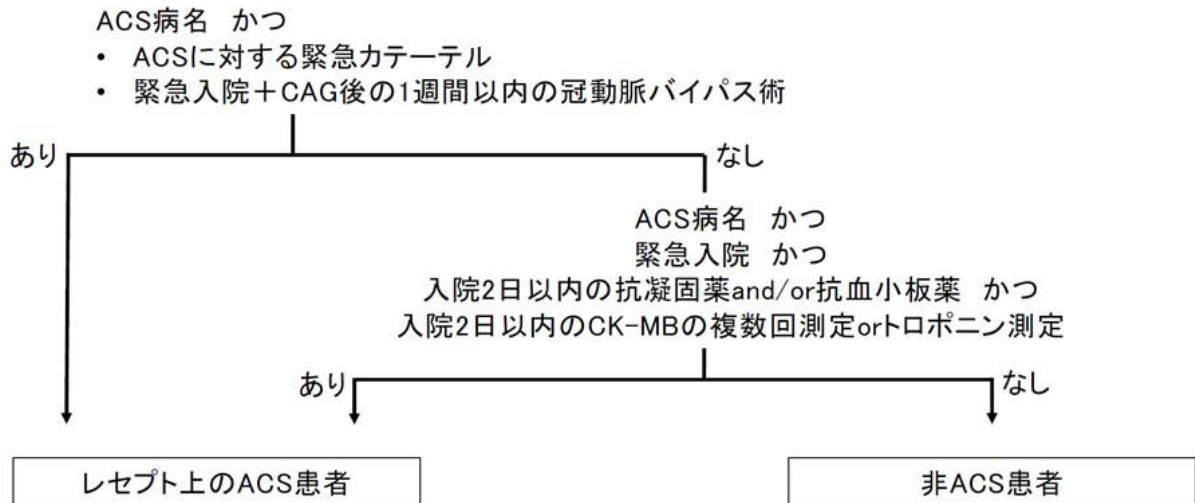 ACS病名　かつ
• ACSに対する緊急カテーテル
• 緊急入院＋CAG後の1週間以内の冠動脈バイパス術
あり
なし
ACS病名　かつ
緊急入院　かつ
入院2日以内の抗凝固薬and/or抗血小板薬　かつ
入院2日以内のCK-MBの複数回測定orトロポニン測定
あり
なし
レセプト上のACS患者
非ACS患者